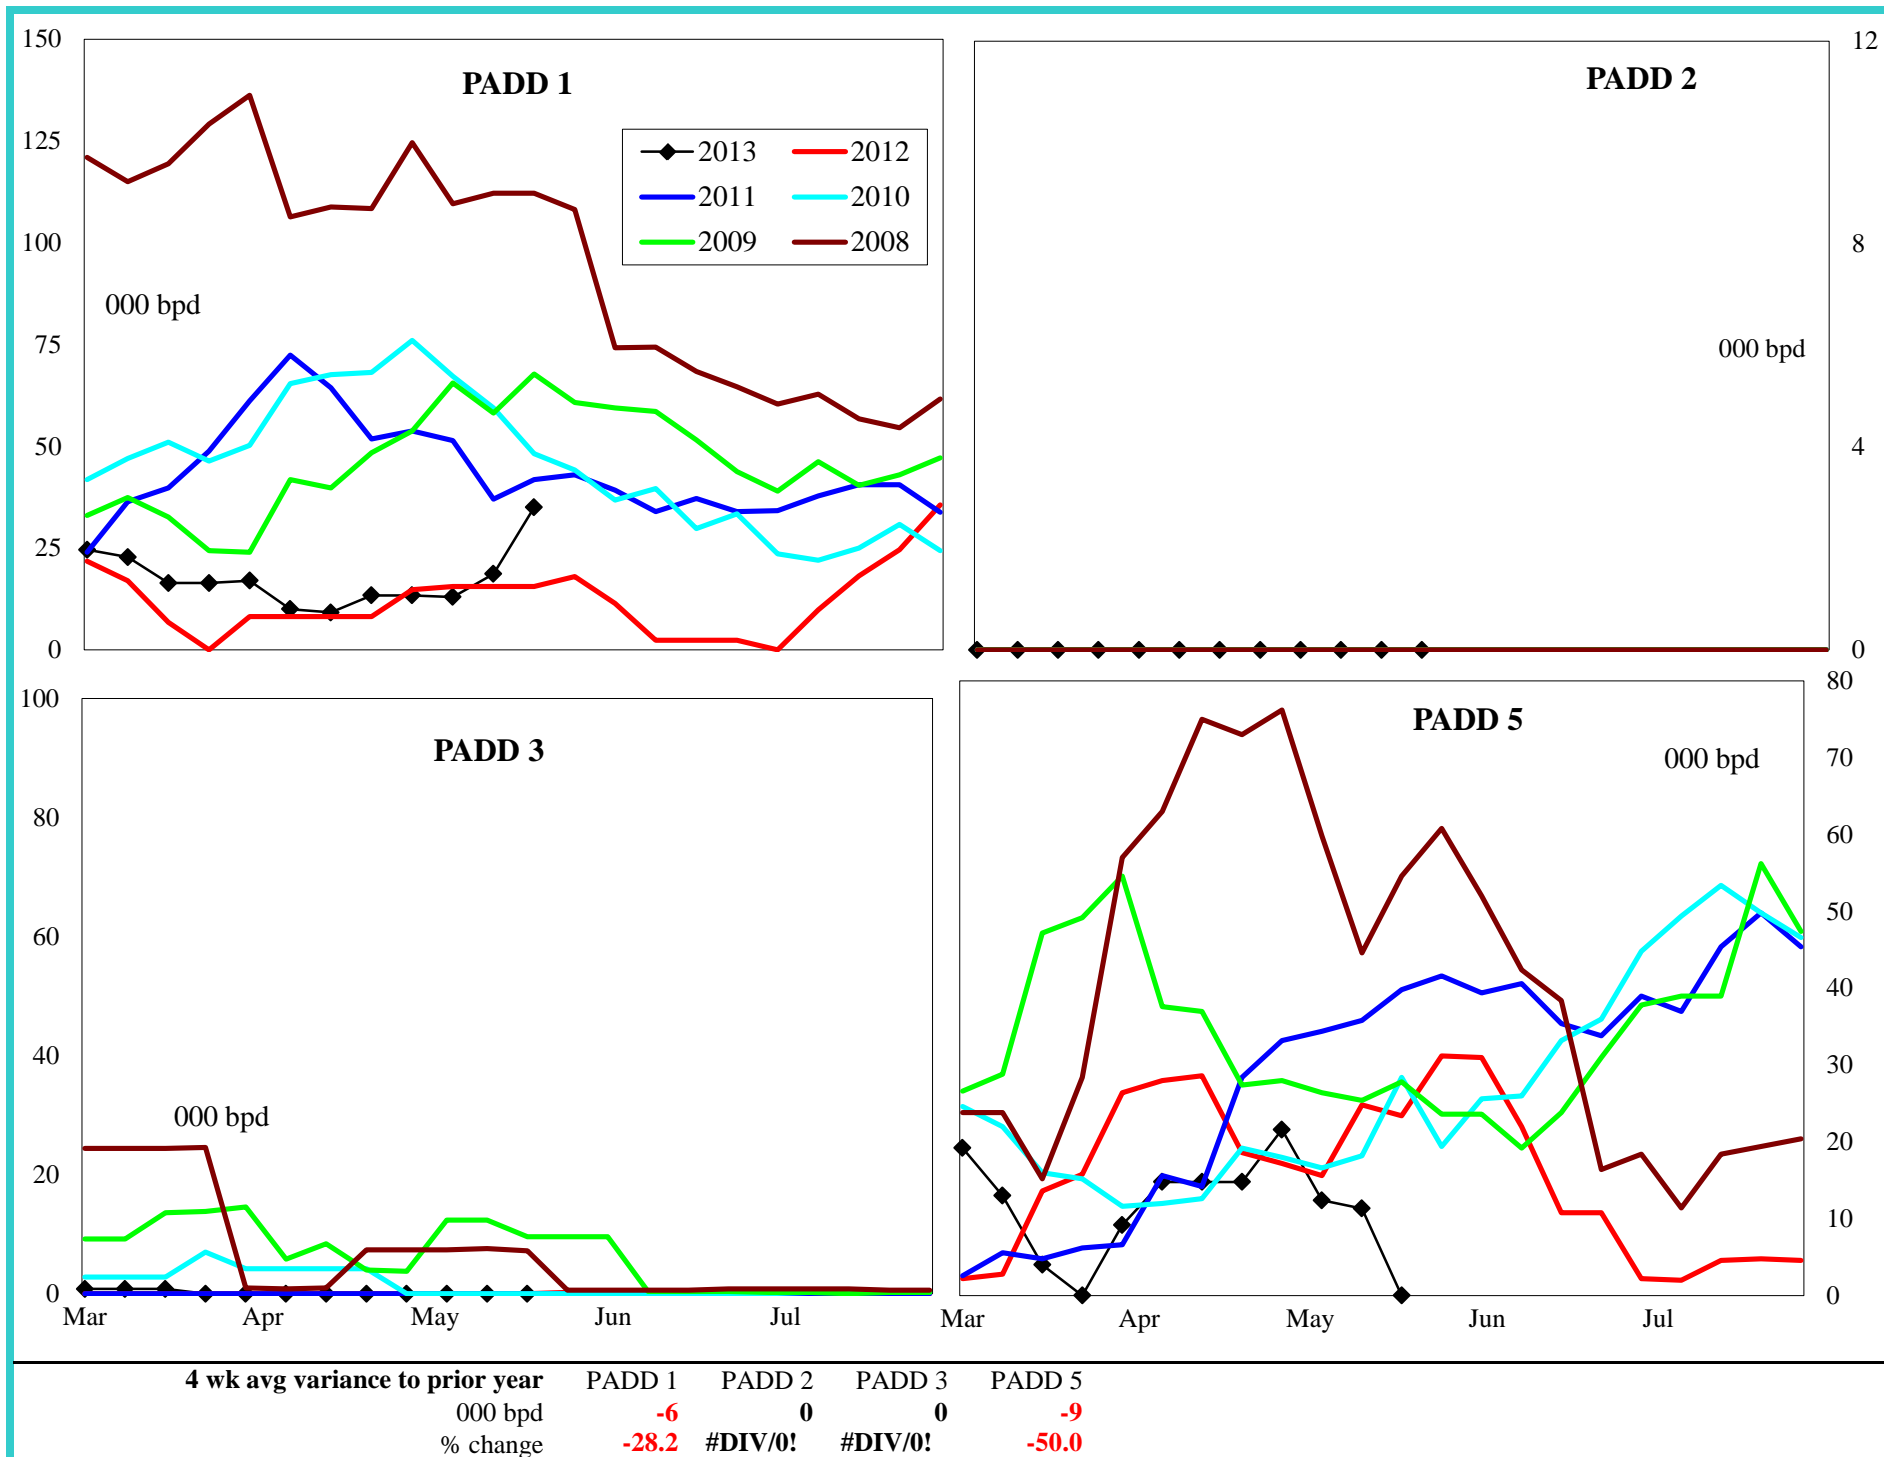 150
125
100
75
50
25
0
PADD 1
000 bpd
2013 2012
2011 2010
2009 2008
PADD 2
000 bpd
12
8
4
0
100
80
60
40
20
0
PADD 3
000 bpd
Mar Apr May Jun Jul
PADD 5
000 bpd
80
70
60
50
40
30
20
10
0
Mar Apr May Jun Jul
4 wk avg variance to prior year PADD 1 PADD 2 PADD 3 PADD 5
000 bpd -6 0 0 -9
% change -28.2 #DIV/0! #DIV/0! -50.0